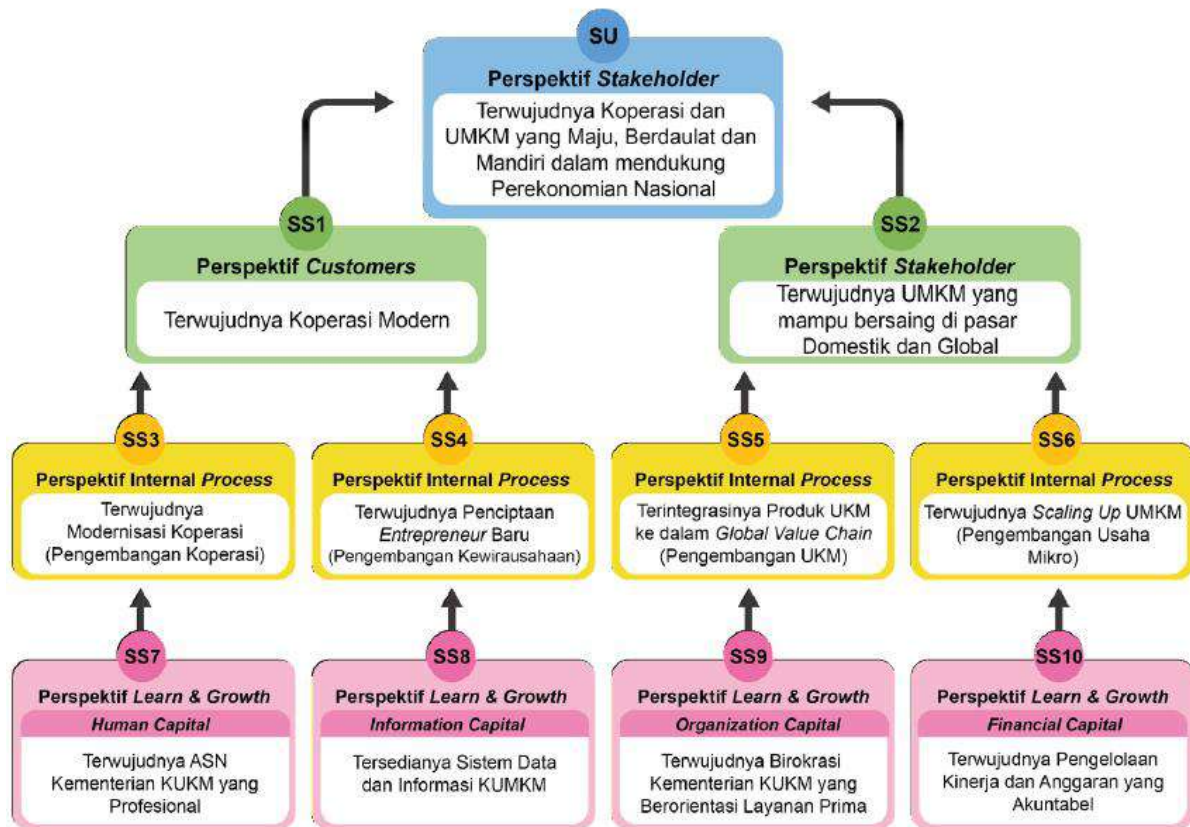 SU
Perspektif Stakeholder
Terwujudnya Koperasi dan
UMKM yang Maju, Berdaulat dan
Mandiri dalam mendukung
Perekonomian Nasional
SS1
Perspektif Customers
Terwujudnya Koperasi Modern
SS2
Perspektif Stakeholder
Terwujudnya UMKM yang
mampu bersaing di pasar
Domestik dan Global
SS3
Perspektif Internal Process
Terwujudnya
Modernisasi Koperasi
(Pengembangan Koperasi)
SS4
Perspektif Internal Process
Terwujudnya Penciptaan
Entrepreneur Baru
(Pengembangan Kewirausahaan)
SS5
Perspektif Internal Process
Terintegrasinya Produk UKM
ke dalam Global Value Chain
(Pengembangan UKM)
SS6
Perspektif Internal Process
Terwujudnya Scaling Up UMKM
(Pengembangan Usaha
Mikro)
SS7
Perspektif Learn & Growth
Human Capital
Terwujudnya ASN
Kementerian KUKM yang
Profesional
SS8
Perspektif Learn & Growth
Information Capital
Tersedianya Sistem Data
dan Informasi KUMKM
SS9
Perspektif Learn & Growth
Organization Capital
Terwujudnya Birokrasi
Kementerian KUKM yang
Berorientasi Layanan Prima
SS10
Perspektif Learn & Growth
Financial Capital
Terwujudnya Pengelolaan
Kinerja dan Anggaran yang
Akuntabel